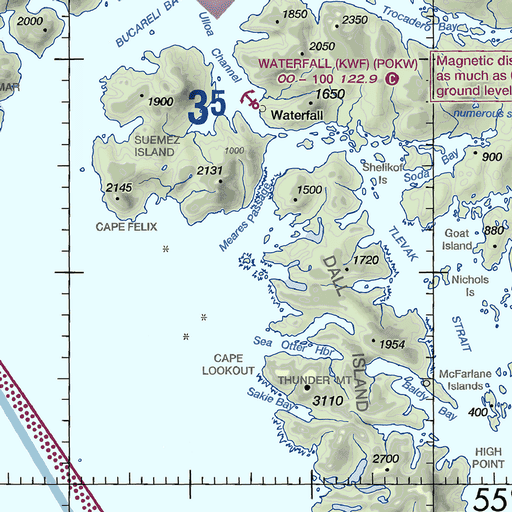 2000
BUCARELI BA
Ulloa
Channel
1850
2350
Trocadero Bay
2050
WATERFALL (KWF) (POKW)
00 – 100 122.9 C
Magnetic dis
as much as
ground level
MAR
1900
35
1650
Waterfall
numerous s
SUEMEZ
ISLAND
1000
2131
2145
900
Shelikof
Is
Soda Bay
1500
CAPE FELIX
Meares Passage
TLEVAK
STRAIT
Goat
Island
880
1720
DALL
ISLAND
Nichols
Is
Sea Otter Hbr
1954
CAPE
LOOKOUT
THUNDER MT
3110
Sakie Bay
Baldy Bay
McFarlane
Islands
400
HIGH
POINT
2700
55°